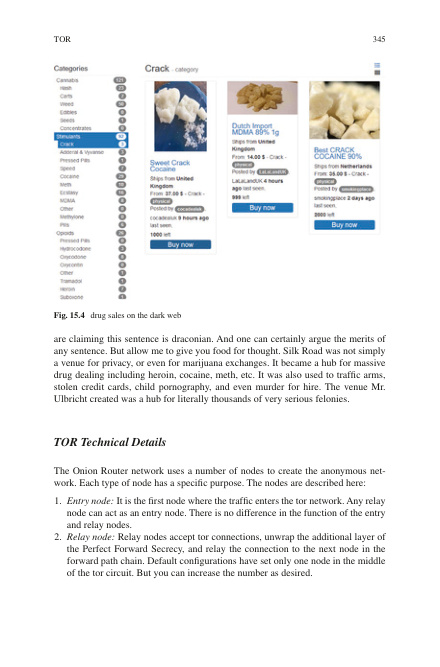 TOR
345
Categories
Cannabis
Hash
Carts
Weed
Edibles
Seeds
Concentrates
Stimulants
Crack
Adderal & Vyvanse
Pressed Pills
Speed
Cocaine
Meth
Ecstasy
MDMA
Other
Methylone
Pills
Opioids
Pressed Pills
Hydrocodone
Oxycodone
Oxycontin
Other
Tramadol
Heroin
Suboxone
Crack - category
Sweet Crack
Cocaine
Ships from United
Kingdom
From: 37.00 $ - Crack -
physical
Posted by cocadealuk
cocadealuk 9 hours ago
last seen.
1000 left
Buy now
Dutch Import
MDMA 89% 1g
Ships from United
Kingdom
From: 14.00 $ - Crack -
physical
Posted by LaLaLandUK
LaLaLandUK 4 hours
ago last seen.
999 left
Buy now
Best CRACK
COCAINE 90%
Ships from Netherlands
From: 35.00 $ - Crack -
physical
Posted by smokingplace
smokingplace 2 days ago
last seen.
left
Buy now
Fig. 15.4 drug sales on the dark web
are claiming this sentence is draconian. And one can certainly argue the merits of
any sentence. But allow me to give you food for thought. Silk Road was not simply
a venue for privacy, or even for marijuana exchanges. It became a hub for massive
drug dealing including heroin, cocaine, meth, etc. It was also used to traffic arms,
stolen credit cards, child pornography, and even murder for hire. The venue Mr.
Ulbricht created was a hub for literally thousands of very serious felonies.
TOR Technical Details
The Onion Router network uses a number of nodes to create the anonymous net-
work. Each type of node has a specific purpose. The nodes are described here:
1. Entry node: It is the first node where the traffic enters the tor network. Any relay
node can act as an entry node. There is no difference in the function of the entry
and relay nodes.
2. Relay node: Relay nodes accept tor connections, unwrap the additional layer of
the Perfect Forward Secrecy, and relay the connection to the next node in the
forward path chain. Default configurations have set only one node in the middle
of the tor circuit. But you can increase the number as desired.